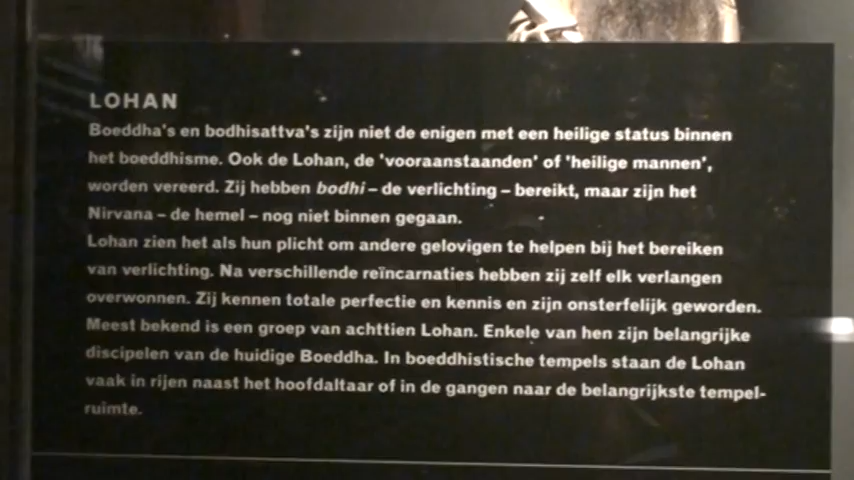 LOHAN
Boeddha's en bodhisattva's zijn niet de enigen met een heilige status binnen
het boeddhisme. Ook de Lohan, de 'vooraanstaanden' of 'heilige mannen',
worden vereerd. Zij hebben bodhi – de verlichting – bereikt, maar zijn het
Nirvana – de hemel – nog niet binnen gegaan.
Lohan zien het als hun plicht om andere gelovigen te helpen bij het bereiken
van verlichting. Na verschillende reïncarnaties hebben zij zelf elk verlangen
overwonnen. Zij kennen totale perfectie en kennis en zijn onsterfelijk geworden.
Meest bekend is een groep van achttien Lohan. Enkele van hen zijn belangrijke
discipelen van de huidige Boeddha. In boeddhistische tempels staan de Lohan
vaak in rijen naast het hoofdaltaar of in de gangen naar de belangrijkste tempel-
ruimte.